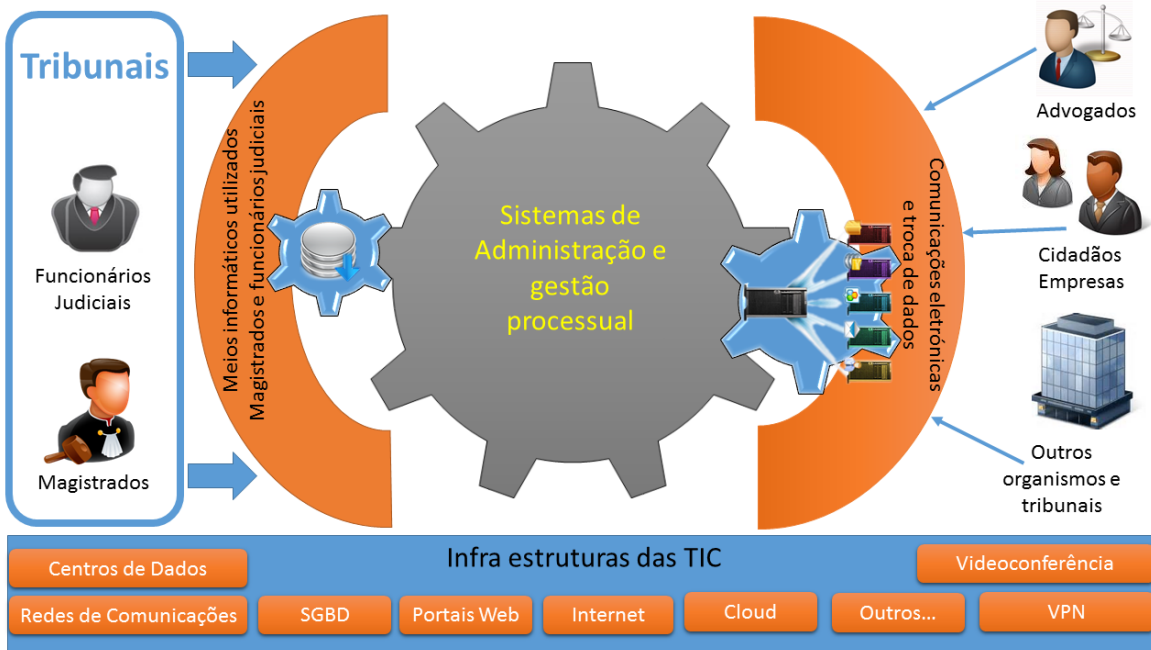 Tribunais
Funcionários
Judiciais
Magistrados
Meios informáticos utilizados
Magistrados e funcionários judiciais
Sistemas de
Administração e
gestão
processual
Comunicações eletrónicas
e troca de dados
Advogados
Cidadãos
Empresas
Outros
organismos e
tribunais
Infra estruturas das TIC
Centros de Dados
Videoconferência
Redes de Comunicações
SGBD
Portais Web
Internet
Cloud
Outros...
VPN